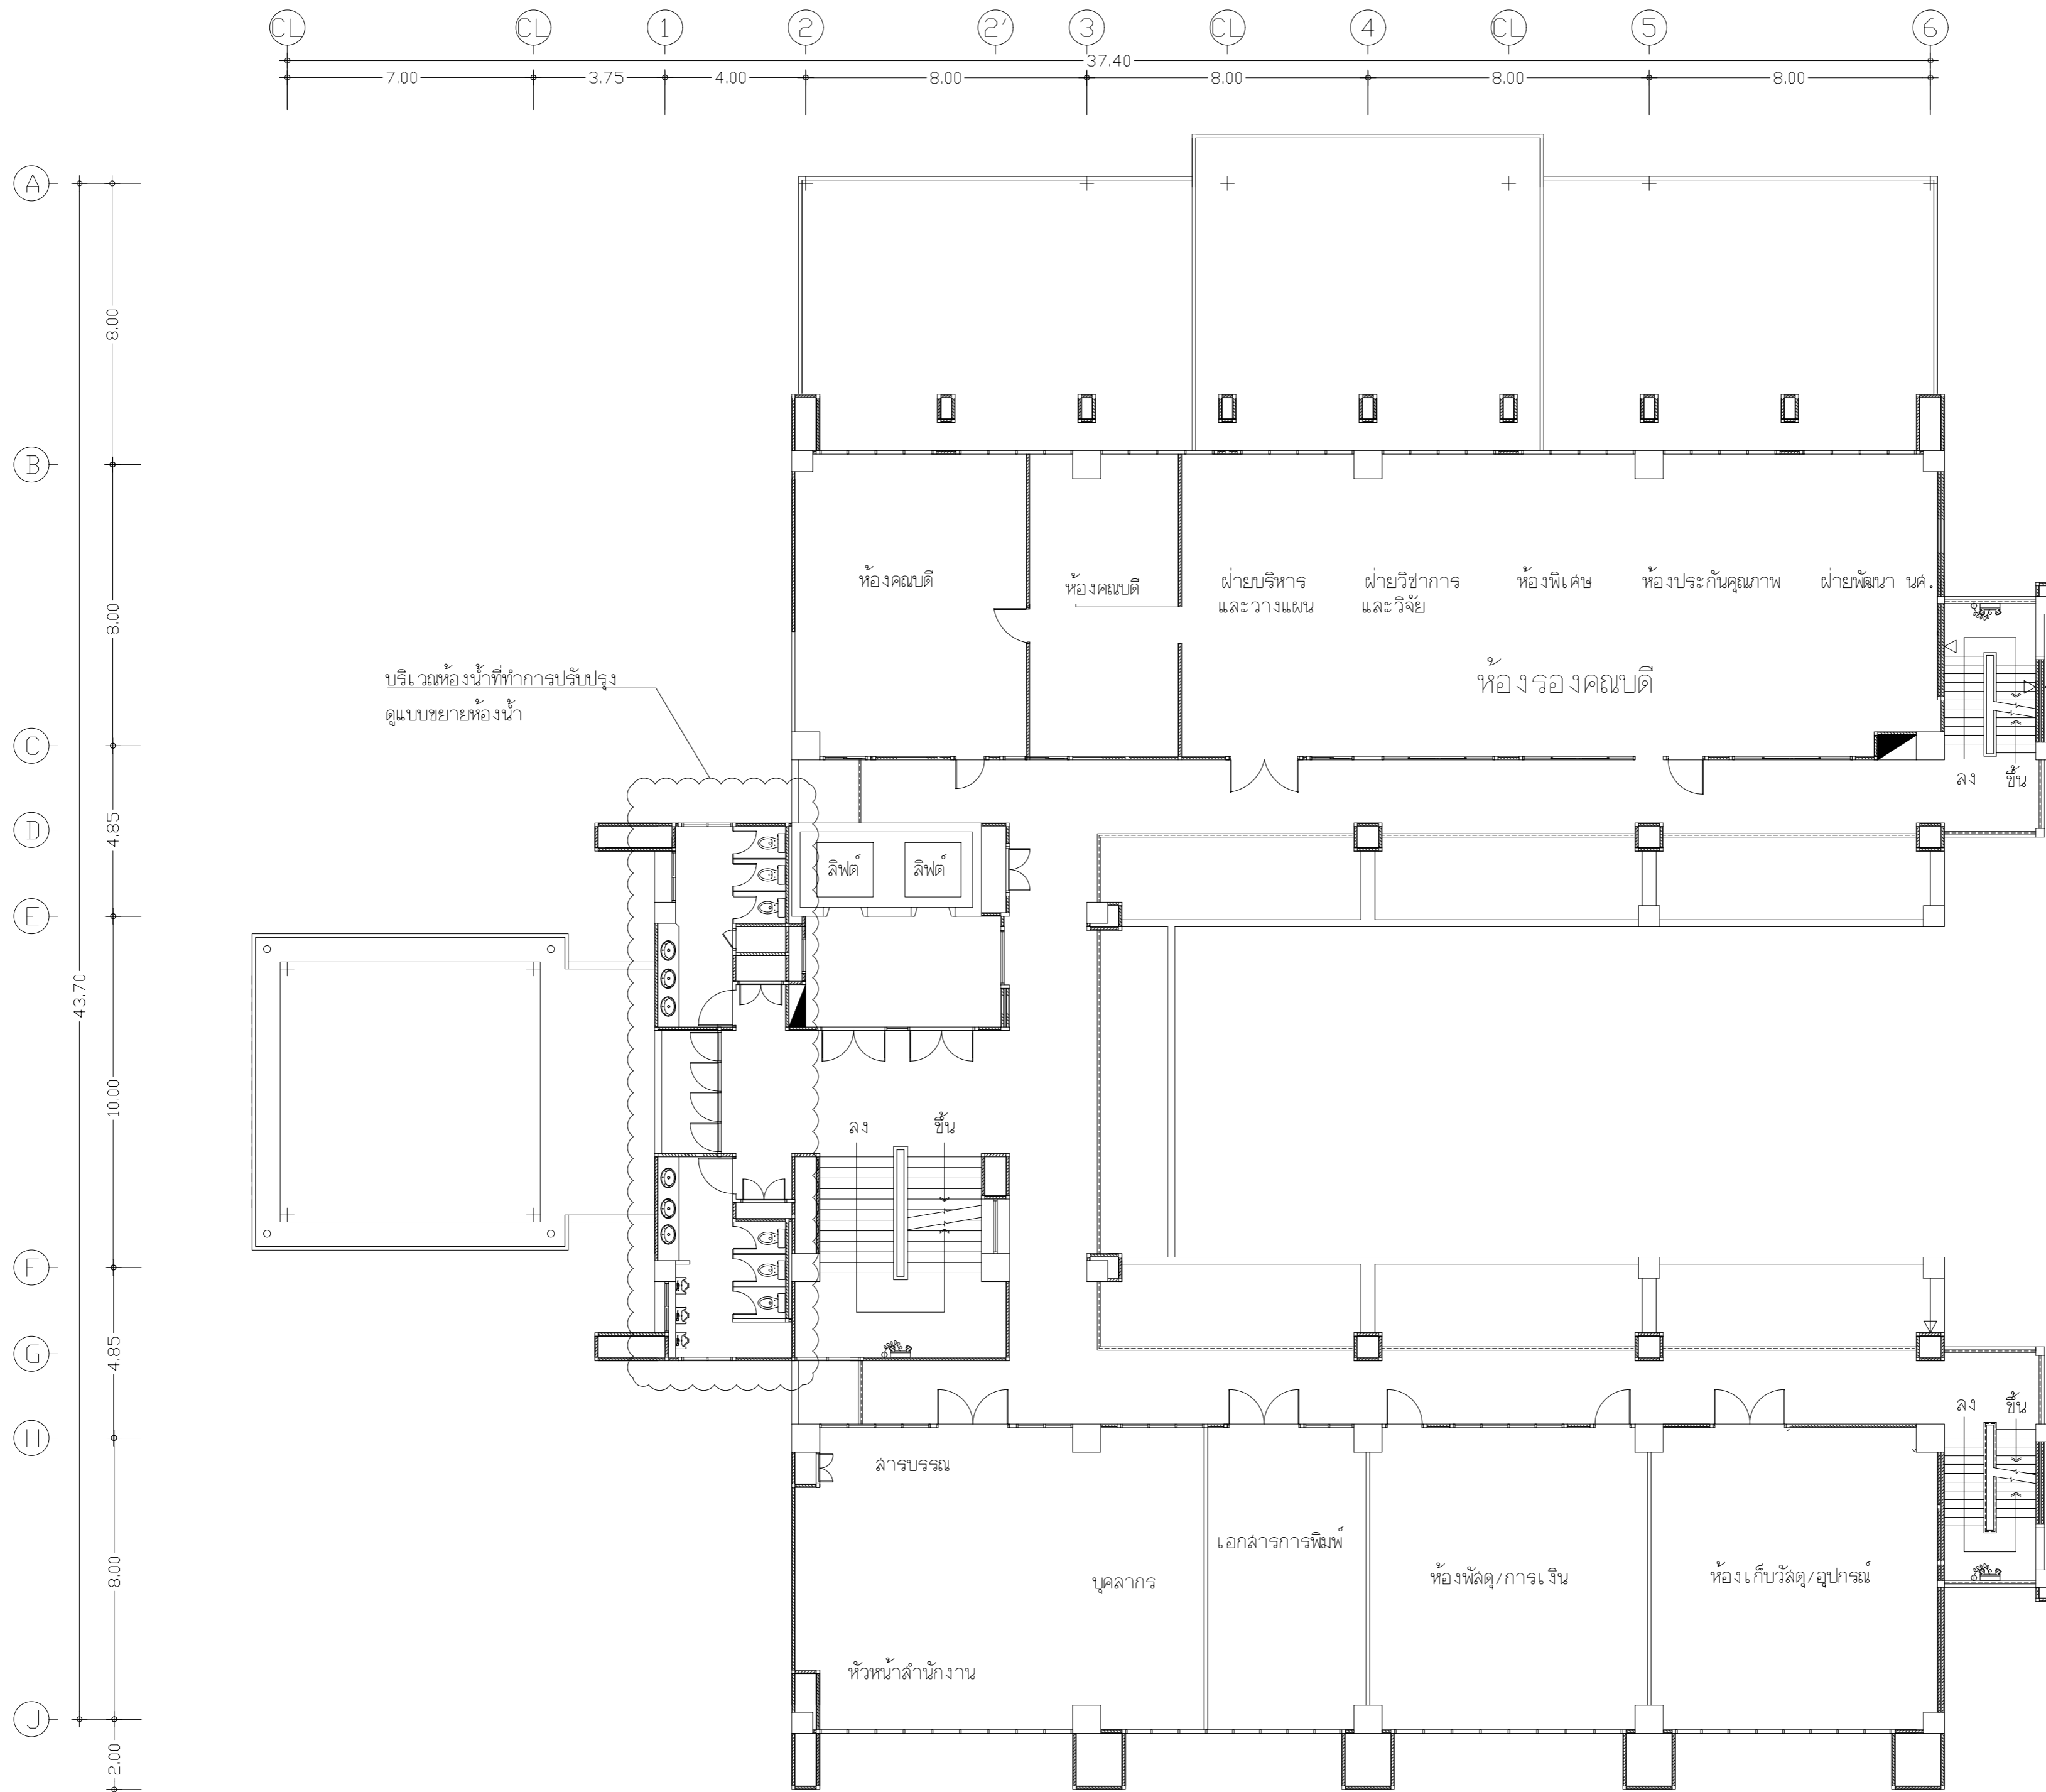 CL CL 1 2 2' 3 CL 4 CL 5 6
37.40
7.00 3.75 4.00 8.00 8.00 8.00 8.00
A
8.00
B
ห้องคณบดี
ห้องคณบดี
ฝ่ายบริหาร
และวางแผน
ฝ่ายวิชาการ
และวิจัย
ห้องพิเศษ
ห้องประกันคุณภาพ
ฝ่ายพัฒนา นศ.
8.00
ห้องรองคณบดี
บริเวณห้องน้ำที่ทำการปรับปรุง
ดูแบบขยายห้องน้ำ
C
ลง ขึ้น
D
4.85
ลิฟต์ ลิฟต์
E
43.70
10.00
ลง ขึ้น
F
4.85
G
ลง ขึ้น
H
สารบรรณ
เอกสารการพิมพ์
บุคลากร
ห้องพัสดุ/การเงิน
ห้องเก็บวัสดุ/อุปกรณ์
8.00
หัวหน้าสำนักงาน
J
2.00